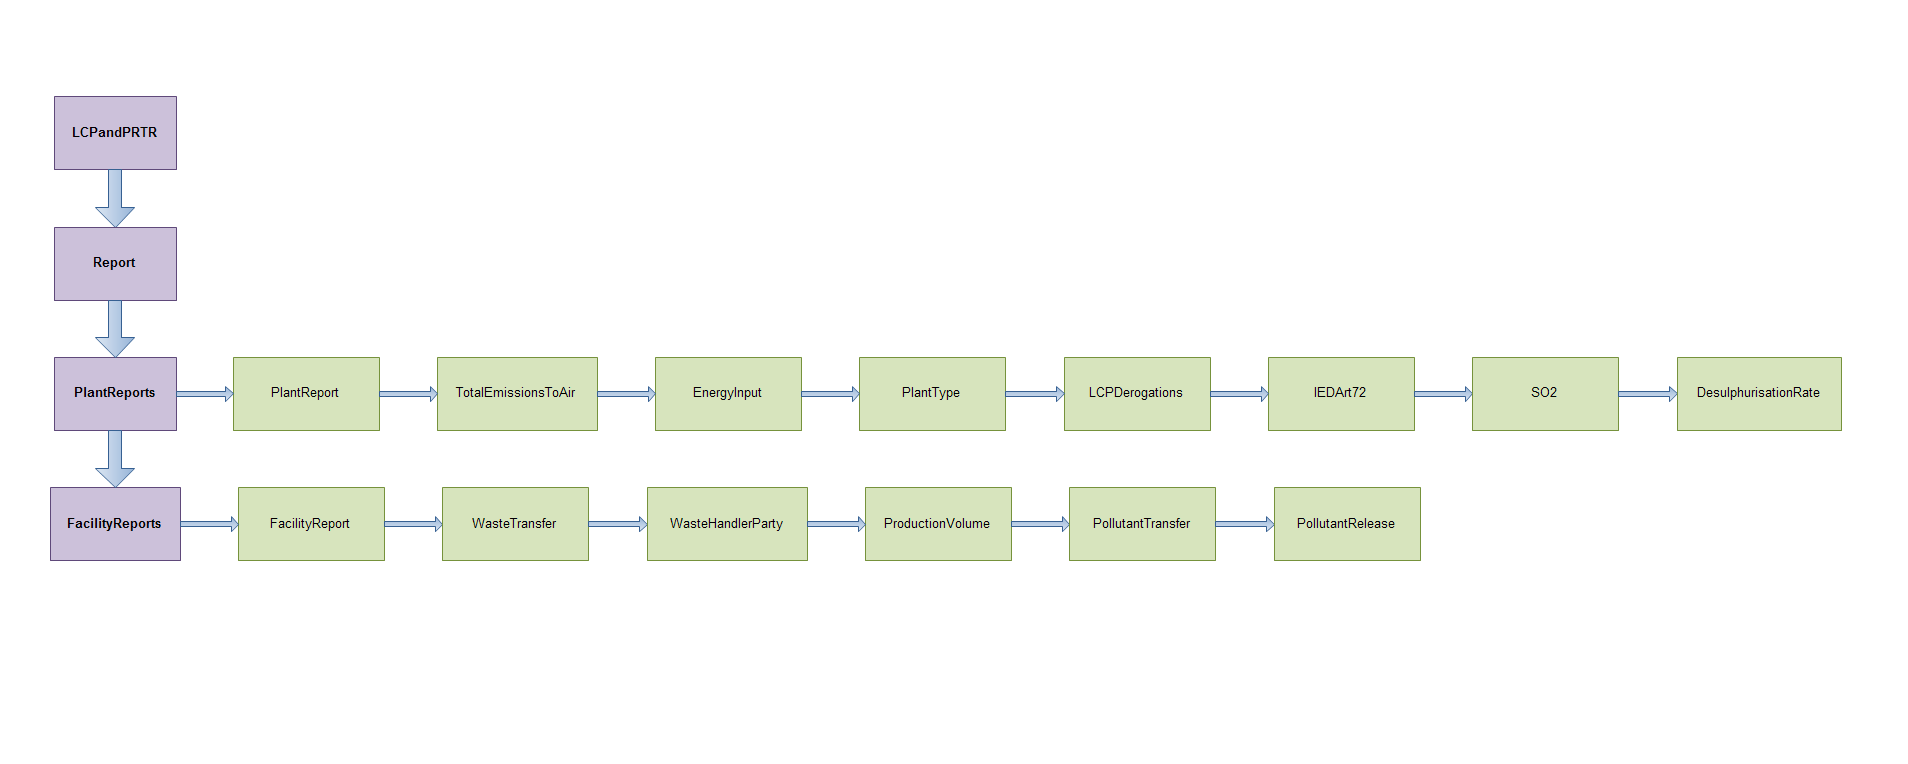 LCPandPRTR
Report
PlantReports
PlantReport
TotalEmissionsToAir
EnergyInput
PlantType
LCPDerogations
IEDArt72
SO2
DesulphurisationRate
FacilityReports
FacilityReport
WasteTransfer
WasteHandlerParty
ProductionVolume
PollutantTransfer
PollutantRelease